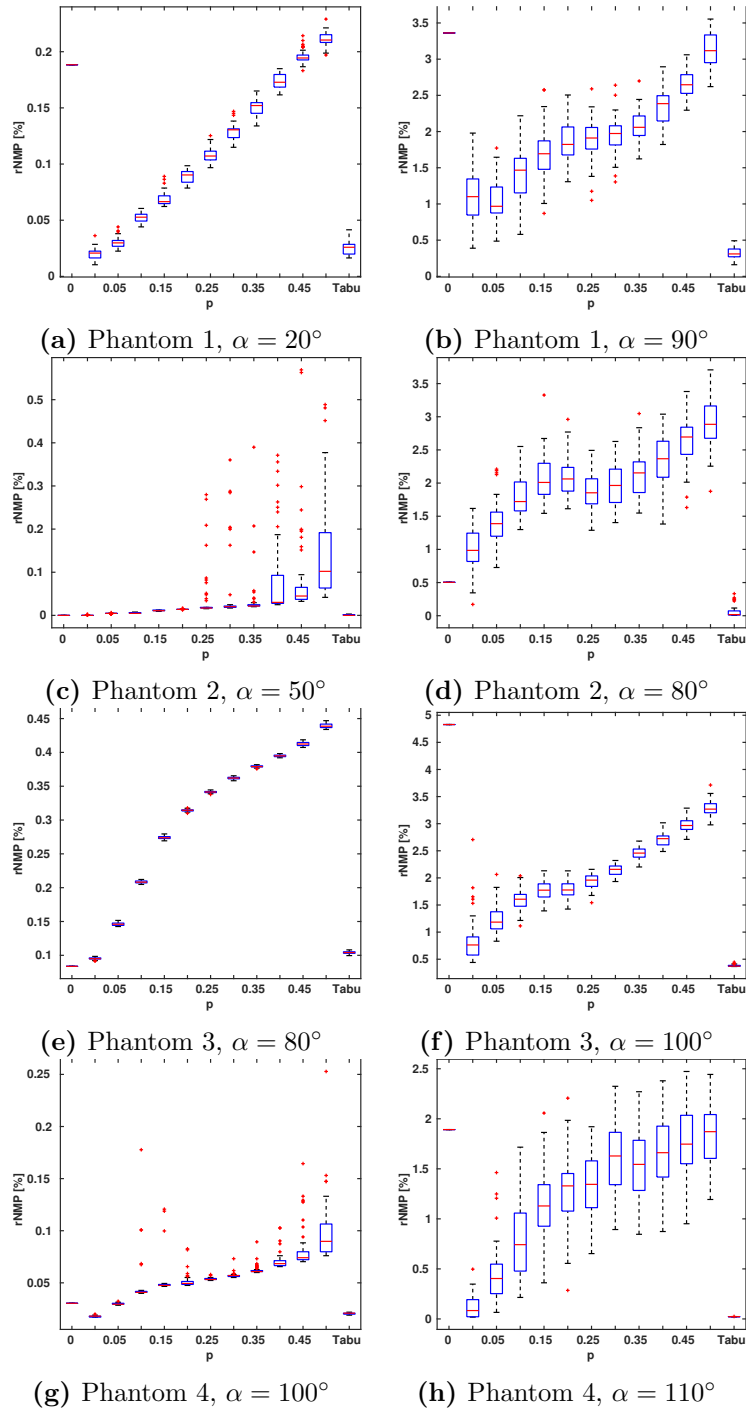 0.2
0.15
0.1
0.05
0
rNMP [%]
0 0.05 0.15 0.25 0.35 0.45 Tabu
p
(a) Phantom 1, α = 20°
3.5
3
2.5
2
1.5
1
0.5
0
rNMP [%]
0 0.05 0.15 0.25 0.35 0.45 Tabu
p
(b) Phantom 1, α = 90°
0.5
0.4
0.3
0.2
0.1
0
rNMP [%]
0 0.05 0.15 0.25 0.35 0.45 Tabu
p
(c) Phantom 2, α = 50°
3.5
3
2.5
2
1.5
1
0.5
0
rNMP [%]
0 0.05 0.15 0.25 0.35 0.45 Tabu
p
(d) Phantom 2, α = 80°
0.45
0.4
0.35
0.3
0.25
0.2
0.15
0.1
rNMP [%]
0 0.05 0.15 0.25 0.35 0.45 Tabu
p
(e) Phantom 3, α = 80°
5
4.5
4
3.5
3
2.5
2
1.5
1
0.5
rNMP [%]
0 0.05 0.15 0.25 0.35 0.45 Tabu
p
(f) Phantom 3, α = 100°
0.25
0.2
0.15
0.1
0.05
0
rNMP [%]
0 0.05 0.15 0.25 0.35 0.45 Tabu
p
(g) Phantom 4, α = 100°
2.5
2
1.5
1
0.5
0
rNMP [%]
0 0.05 0.15 0.25 0.35 0.45 Tabu
p
(h) Phantom 4, α = 110°